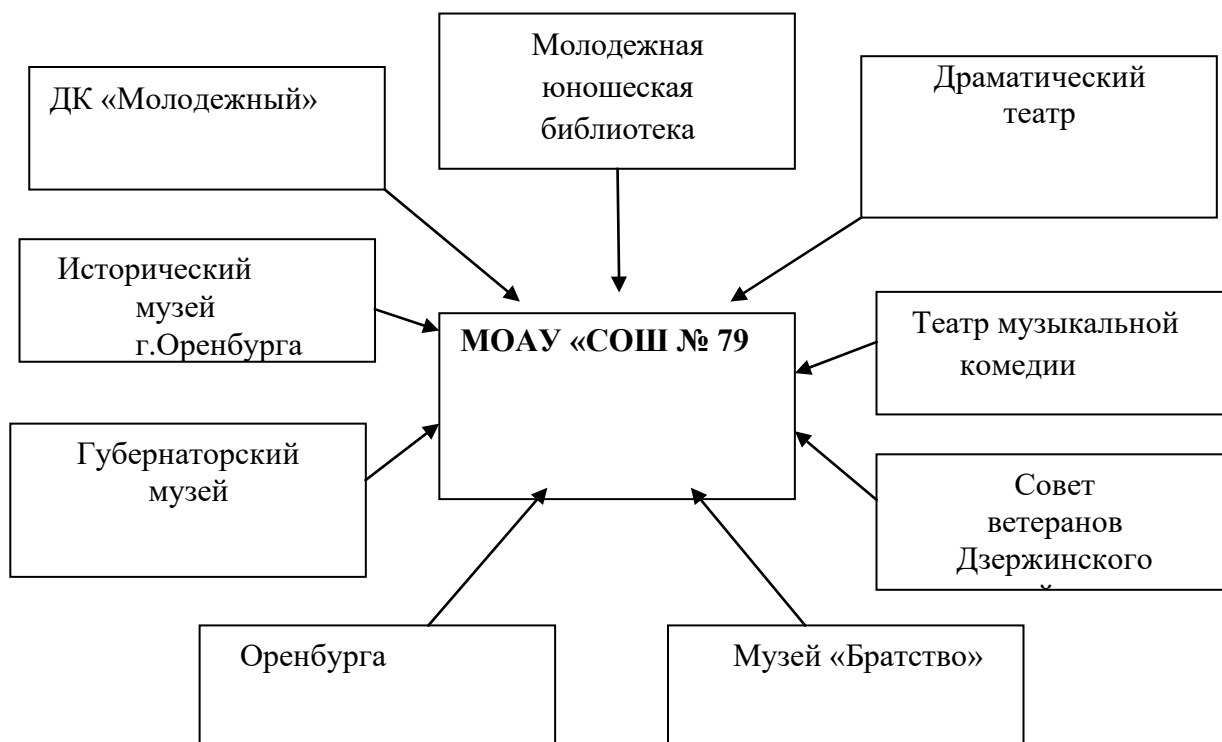 Молодежная
юношеская
библиотека
ДК «Молодежный»
Драматический
театр
Исторический
музей
г.Оренбурга
МОАУ «СОШ № 79
Театр музыкальной
комедии
Губернаторский
музей
Совет
ветеранов
Дзержинского
Оренбурга
Музей «Братство»